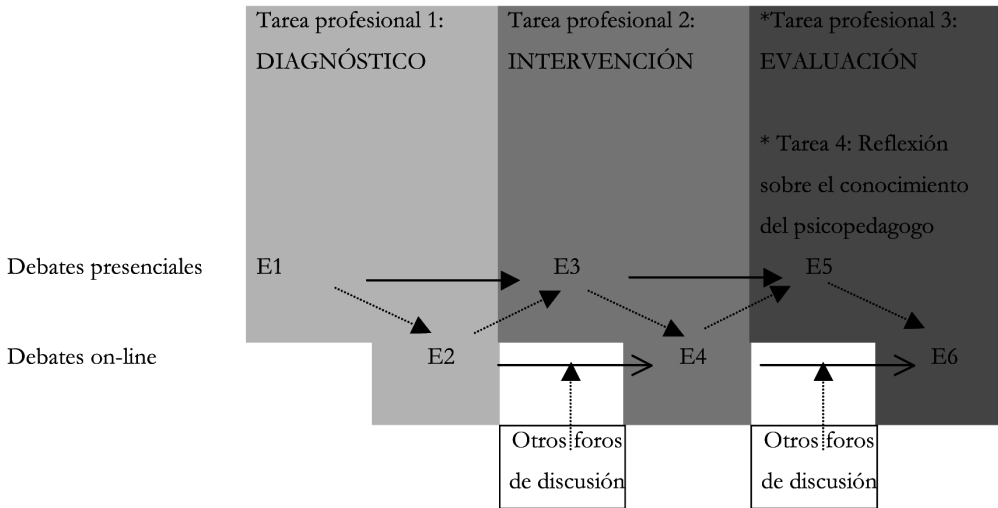 Tarea profesional 1:
DIAGNÓSTICO
Tarea profesional 2:
INTERVENCIÓN
*Tarea profesional 3:
EVALUACIÓN
* Tarea 4: Reflexión
sobre el conocimiento
del psicopedagogo
Debates presenciales
E1
E3
E5
Debates on-line
E2
E4
E6
Otros foros
de discusión
Otros foros
de discusión